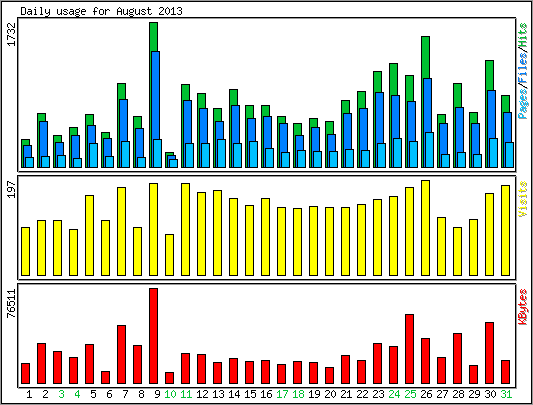 Daily usage for August 2013
1732
Pages/Files/Hits
197
Visits
76511
KBytes
1 2 3 4 5 6 7 8 9 10 11 12 13 14 15 16 17 18 19 20 21 22 23 24 25 26 27 28 29 30 31